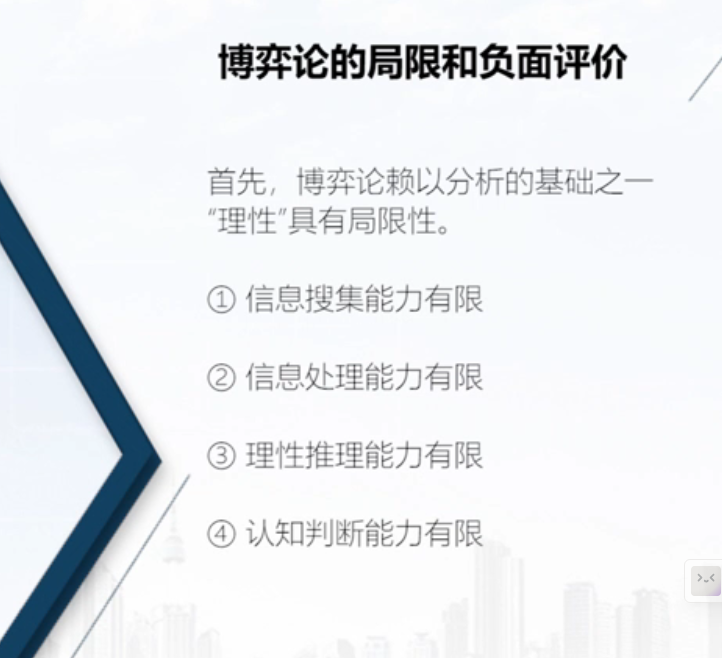 博弈论的局限和负面评价
首先，博弈论赖以分析的基础之一
“理性”具有局限性。
① 信息搜集能力有限
② 信息处理能力有限
③ 理性推理能力有限
④ 认知判断能力有限